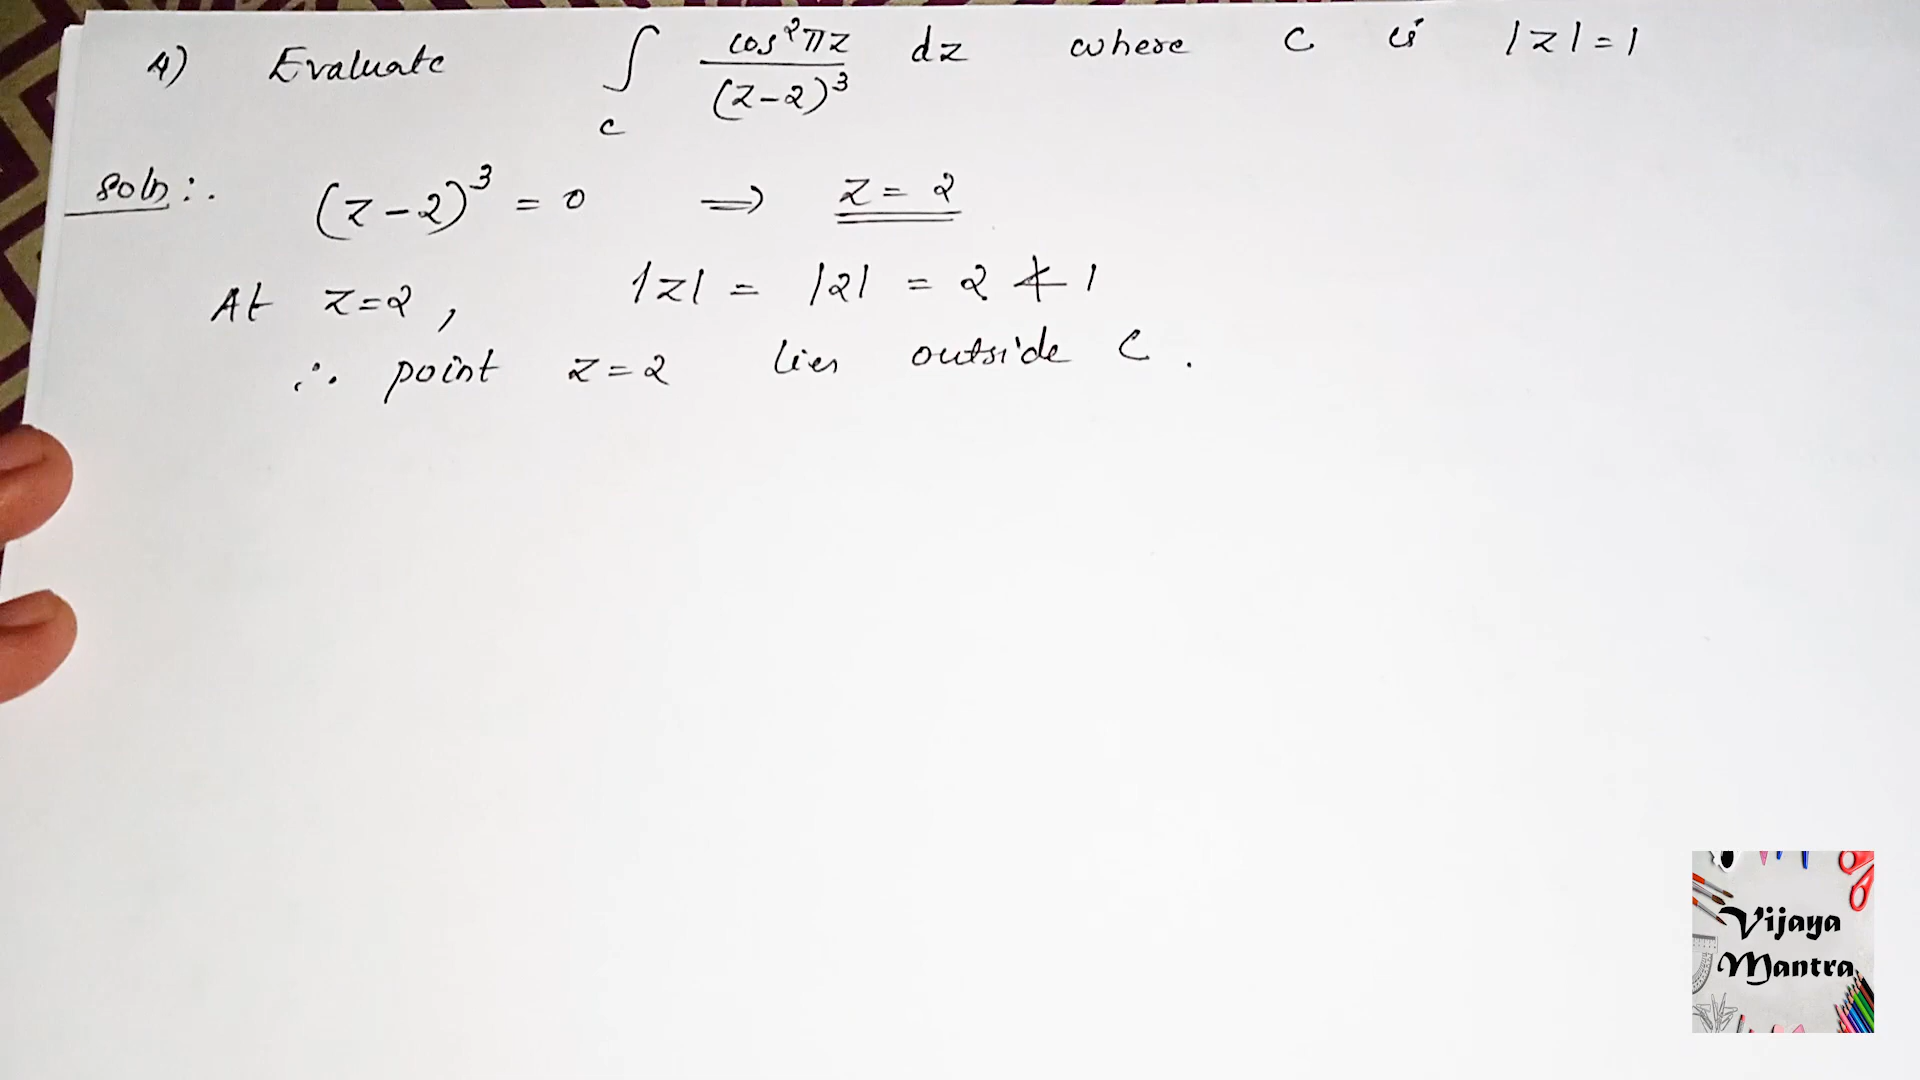 4) Evaluate ∫_C cos²πz / (z-2)³ dz where C is |z|=1
Soln:. (z-2)³ = 0 ⇒ z = 2
At z=2, |z| = |2| = 2 ≮ 1
∴ point z=2 lies outside C.
Vijaya
Mantra